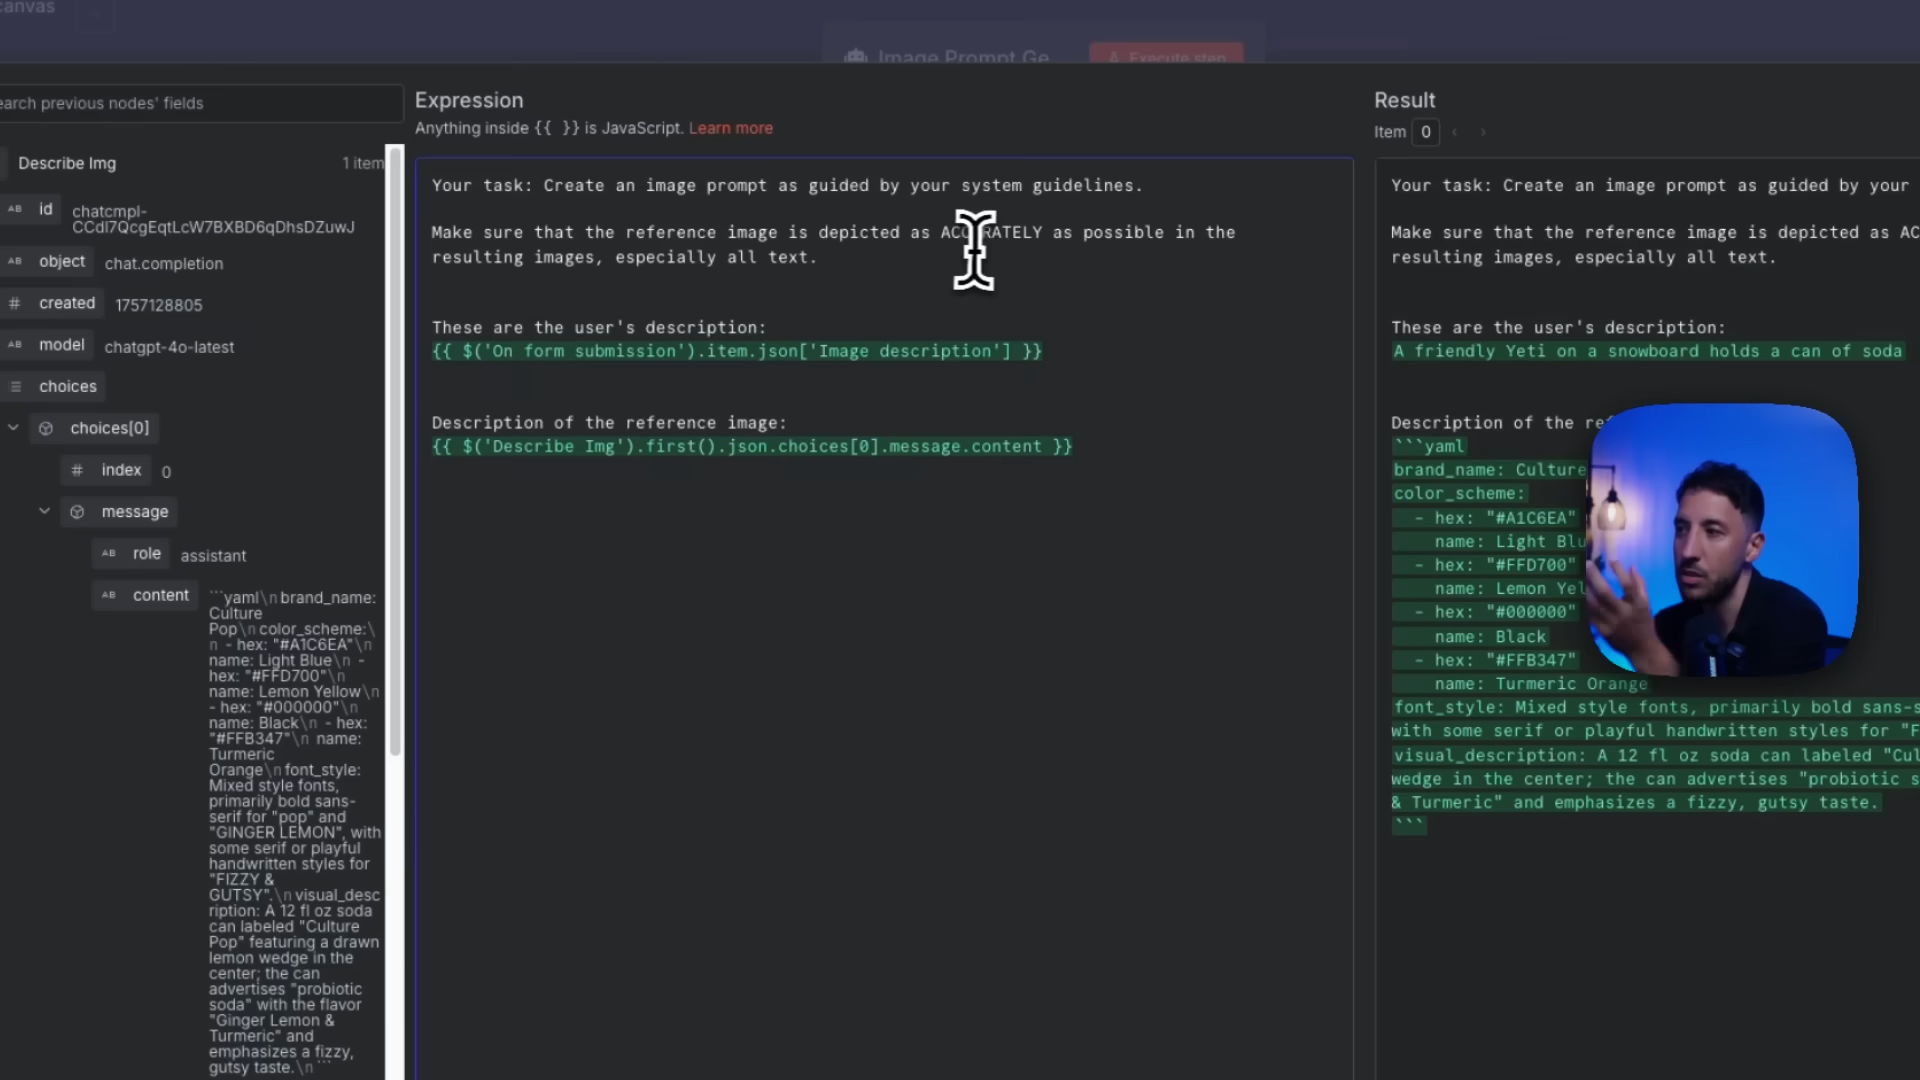 canvas
Image Prompt Ge
Execute step
earch previous nodes' fields
Describe Img
1 item
AB id chatcmpl-
CCdI7QcgEqtLcW7BXBD6qDhsDZuwJ
AB object chat.completion
# created 1757128805
AB model chatgpt-4o-latest
choices
choices[0]
# index 0
message
AB role assistant
AB content ```yaml\n brand_name:
Culture
Pop\n color_scheme:\
n - hex: "#A1C6EA"\n
name: Light Blue\n -
hex: "#FFD700"\n
name: Lemon Yellow\n
- hex: "#000000"\n
name: Black\n - hex:
"#FFB347"\n name:
Turmeric
Orange\n font_style:
Mixed style fonts,
primarily bold sans-
serif for "pop" and
"GINGER LEMON", with
some serif or playful
handwritten styles for
"FIZZY &
GUTSY".\n visual_desc
ription: A 12 fl oz soda
can labeled "Culture
Pop" featuring a drawn
lemon wedge in the
center; the can
advertises "probiotic
soda" with the flavor
"Ginger Lemon &
Turmeric" and
emphasizes a fizzy,
gutsy taste.\n ```
Expression
Anything inside {{ }} is JavaScript. Learn more
Your task: Create an image prompt as guided by your system guidelines.
Make sure that the reference image is depicted as ACCURATELY as possible in the
resulting images, especially all text.
These are the user's description:
{{ $('On form submission').item.json['Image description'] }}
Description of the reference image:
{{ $('Describe Img').first().json.choices[0].message.content }}
Result
Item 0
Your task: Create an image prompt as guided by your
Make sure that the reference image is depicted as AC
resulting images, especially all text.
These are the user's description:
A friendly Yeti on a snowboard holds a can of soda
Description of the re
```yaml
brand_name: Culture
color_scheme:
- hex: "#A1C6EA"
name: Light Blu
- hex: "#FFD700"
name: Lemon Yel
- hex: "#000000"
name: Black
- hex: "#FFB347"
name: Turmeric Orange
font_style: Mixed style fonts, primarily bold sans-s
with some serif or playful handwritten styles for "F
visual_description: A 12 fl oz soda can labeled "Cul
wedge in the center; the can advertises "probiotic s
& Turmeric" and emphasizes a fizzy, gutsy taste.
```